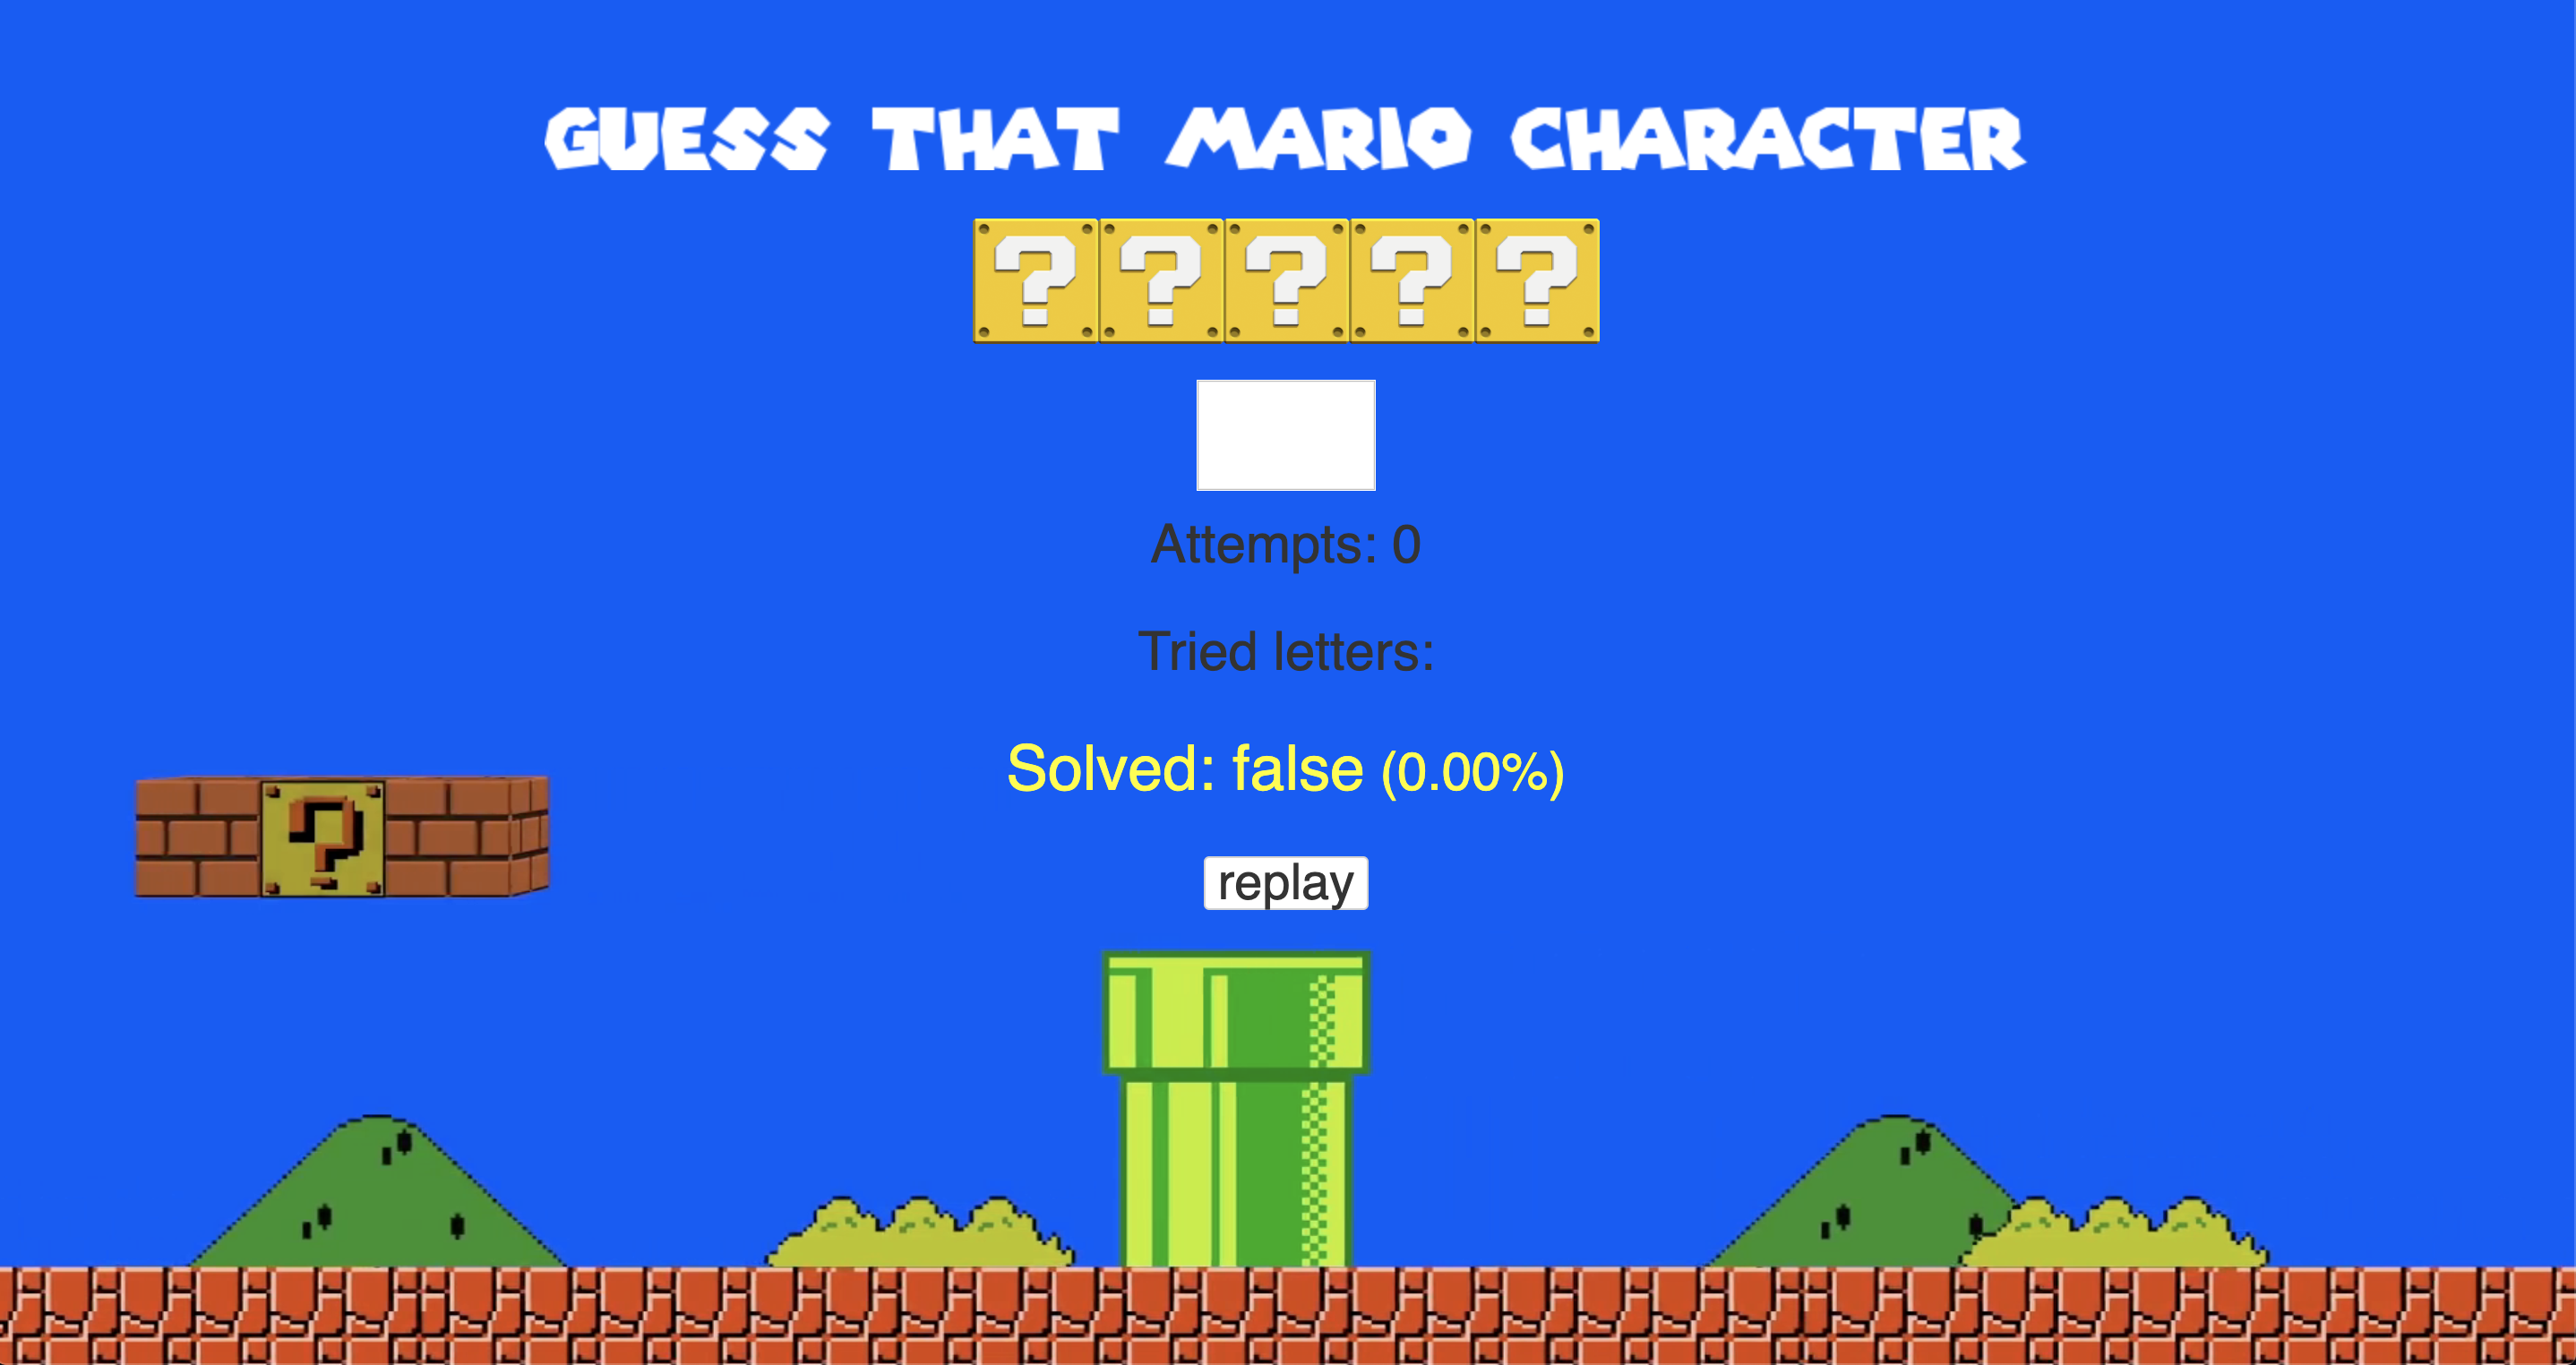 GUESS THAT MARIO CHARACTER
? ? ? ? ?
Attempts: 0
Tried letters:
Solved: false (0.00%)
?
replay